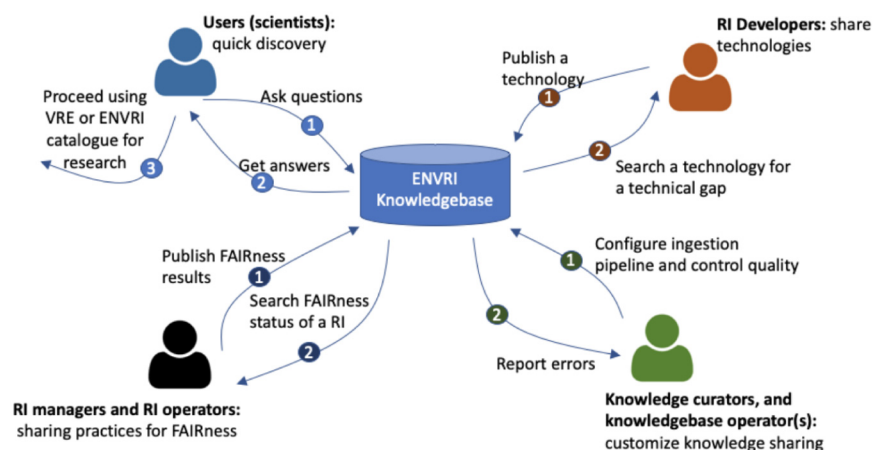 Users (scientists):
quick discovery
Proceed using
VRE or ENVRI
catalogue for
research
3
Ask questions
1
Get answers
2
RI Developers: share
technologies
Publish a
technology
1
2
Search a technology for
a technical gap
ENVRI
Knowledgebase
Publish FAIRness
results
1
Search FAIRness
status of a RI
2
RI managers and RI operators:
sharing practices for FAIRness
Configure ingestion
pipeline and control quality
1
2
Report errors
Knowledge curators, and
knowledgebase operator(s):
customize knowledge sharing